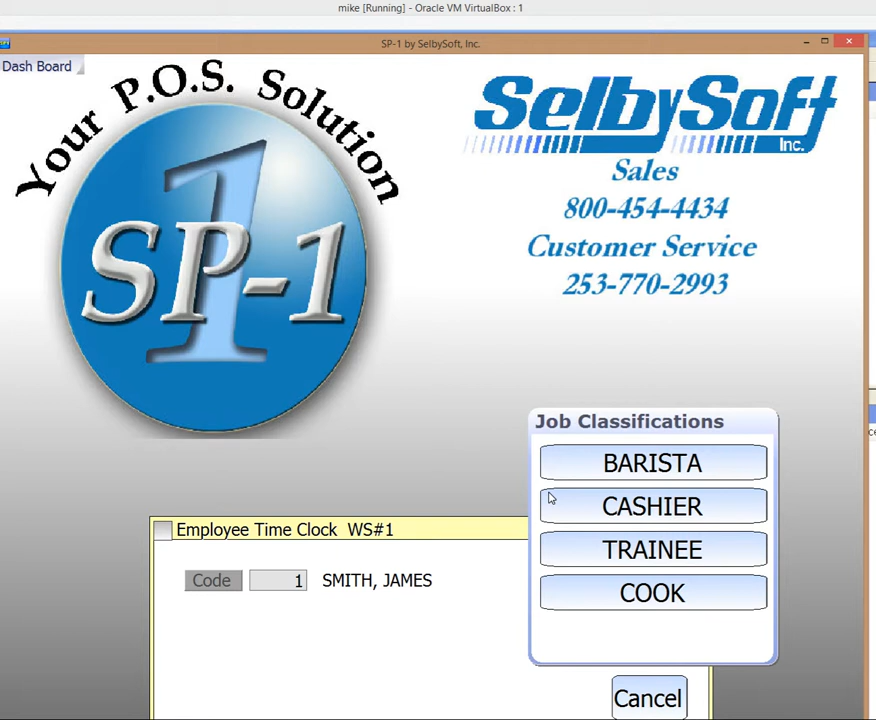 mike [Running] - Oracle VM VirtualBox : 1
SP-1 by SelbySoft, Inc.
Dash Board
Your P.O.S. Solution
1
SP-1
SelbySoft
Inc.
Sales
800-454-4434
Customer Service
253-770-2993
Job Classifications
BARISTA
CASHIER
TRAINEE
COOK
Employee Time Clock WS#1
Code 1 SMITH, JAMES
Cancel